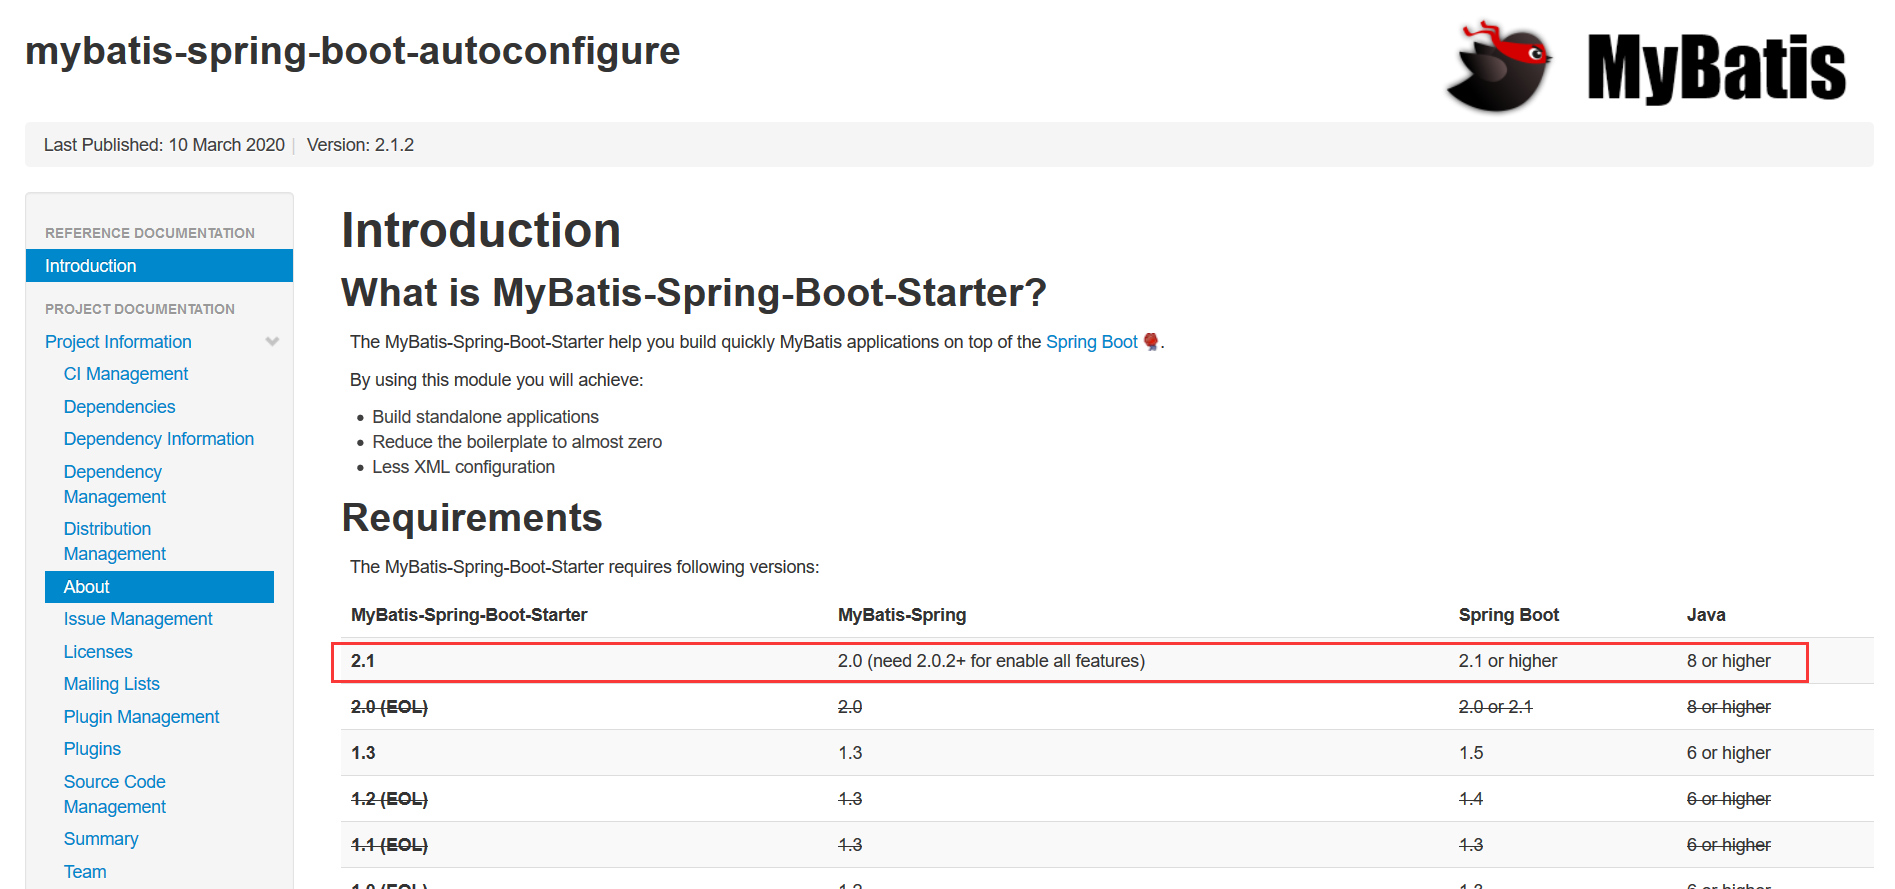 mybatis-spring-boot-autoconfigure
MyBatis
Last Published: 10 March 2020 | Version: 2.1.2
REFERENCE DOCUMENTATION
Introduction
PROJECT DOCUMENTATION
Project Information
CI Management
Dependencies
Dependency Information
Dependency
Management
Distribution
Management
About
Issue Management
Licenses
Mailing Lists
Plugin Management
Plugins
Source Code
Management
Summary
Team
Introduction
What is MyBatis-Spring-Boot-Starter?
The MyBatis-Spring-Boot-Starter help you build quickly MyBatis applications on top of the Spring Boot .
By using this module you will achieve:
Build standalone applications
Reduce the boilerplate to almost zero
Less XML configuration
Requirements
The MyBatis-Spring-Boot-Starter requires following versions:
MyBatis-Spring-Boot-Starter MyBatis-Spring Spring Boot Java
2.1 2.0 (need 2.0.2+ for enable all features) 2.1 or higher 8 or higher
2.0 (EOL) 2.0 2.0 or 2.1 8 or higher
1.3 1.3 1.5 6 or higher
1.2 (EOL) 1.3 1.4 6 or higher
1.1 (EOL) 1.3 1.3 6 or higher